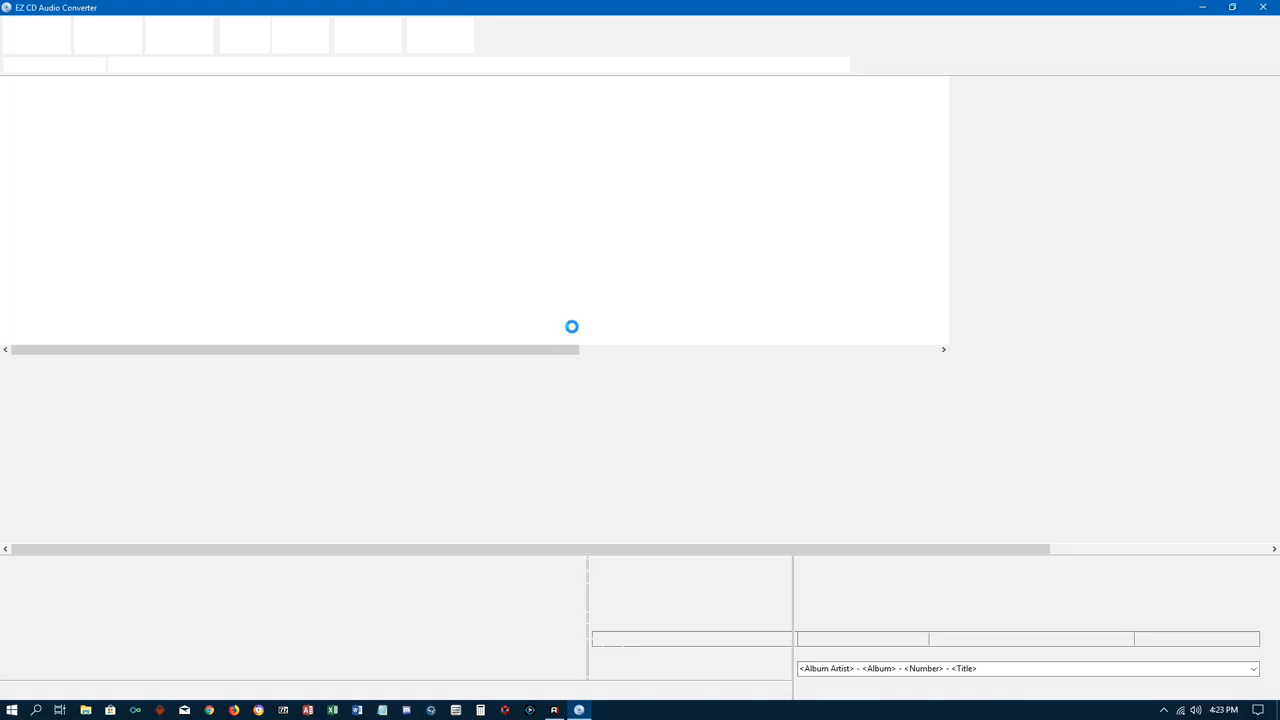 EZ CD Audio Converter
<Album Artist> - <Album> - <Number> - <Title>
4:23 PM